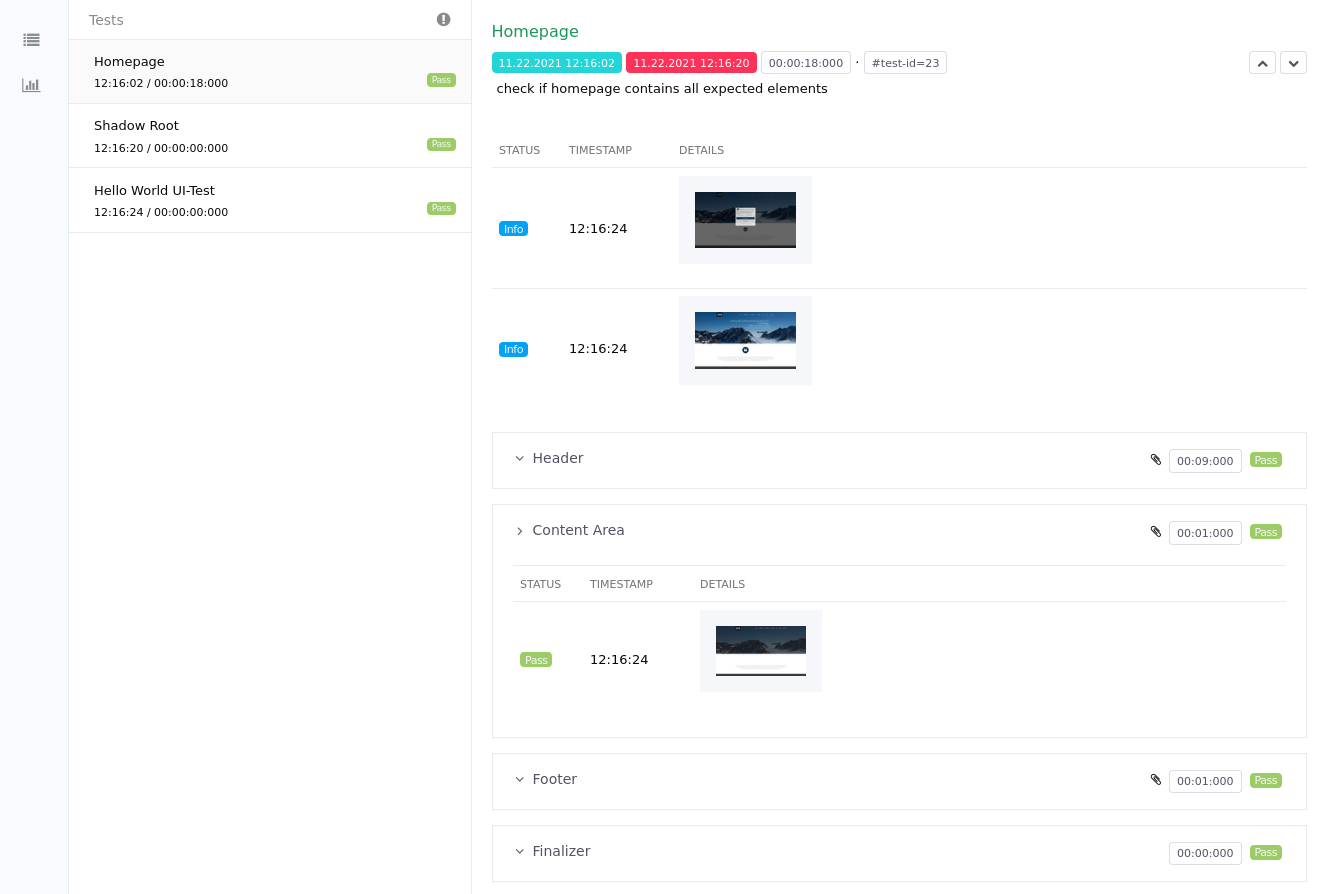 Tests
Homepage
12:16:02 / 00:00:18:000
Pass
Shadow Root
12:16:20 / 00:00:00:000
Pass
Hello World UI-Test
12:16:24 / 00:00:00:000
Pass
Homepage
11.22.2021 12:16:02 11.22.2021 12:16:20 00:00:18:000 · #test-id=23
check if homepage contains all expected elements
STATUS TIMESTAMP DETAILS
Info 12:16:24
Info 12:16:24
Header 00:09:000 Pass
Content Area 00:01:000 Pass
STATUS TIMESTAMP DETAILS
Pass 12:16:24
Footer 00:01:000 Pass
Finalizer 00:00:000 Pass